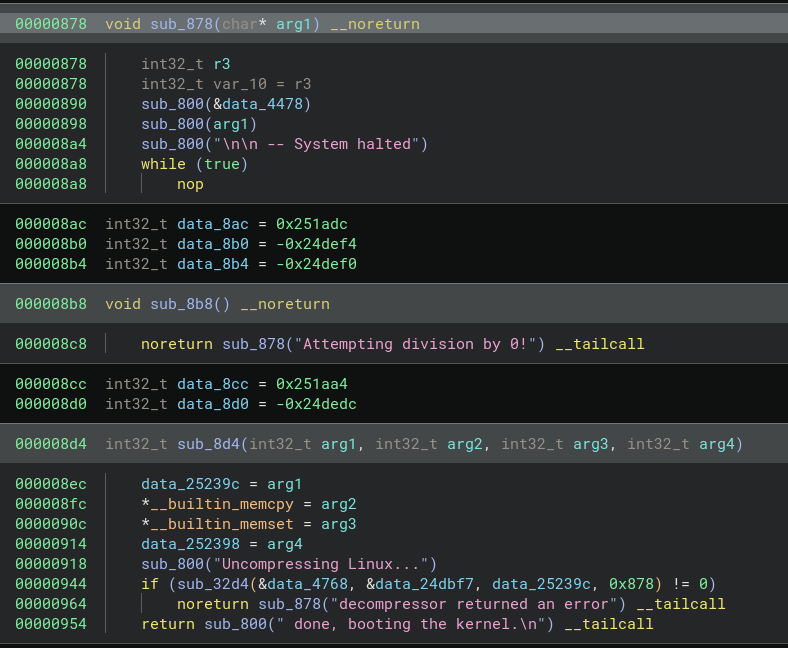 00000878 void sub_878(char* arg1) __noreturn
00000878 int32_t r3
00000878 int32_t var_10 = r3
00000890 sub_800(&data_4478)
00000898 sub_800(arg1)
000008a4 sub_800("\n\n -- System halted")
000008a8 while (true)
000008a8 nop
000008ac int32_t data_8ac = 0x251adc
000008b0 int32_t data_8b0 = -0x24def4
000008b4 int32_t data_8b4 = -0x24def0
000008b8 void sub_8b8() __noreturn
000008c8 noreturn sub_878("Attempting division by 0!") __tailcall
000008cc int32_t data_8cc = 0x251aa4
000008d0 int32_t data_8d0 = -0x24dedc
000008d4 int32_t sub_8d4(int32_t arg1, int32_t arg2, int32_t arg3, int32_t arg4)
000008ec data_25239c = arg1
000008fc *__builtin_memcpy = arg2
0000090c *__builtin_memset = arg3
00000914 data_252398 = arg4
00000918 sub_800("Uncompressing Linux...")
00000944 if (sub_32d4(&data_4768, &data_24dbf7, data_25239c, 0x878) != 0)
00000964 noreturn sub_878("decompressor returned an error") __tailcall
00000954 return sub_800(" done, booting the kernel.\n") __tailcall